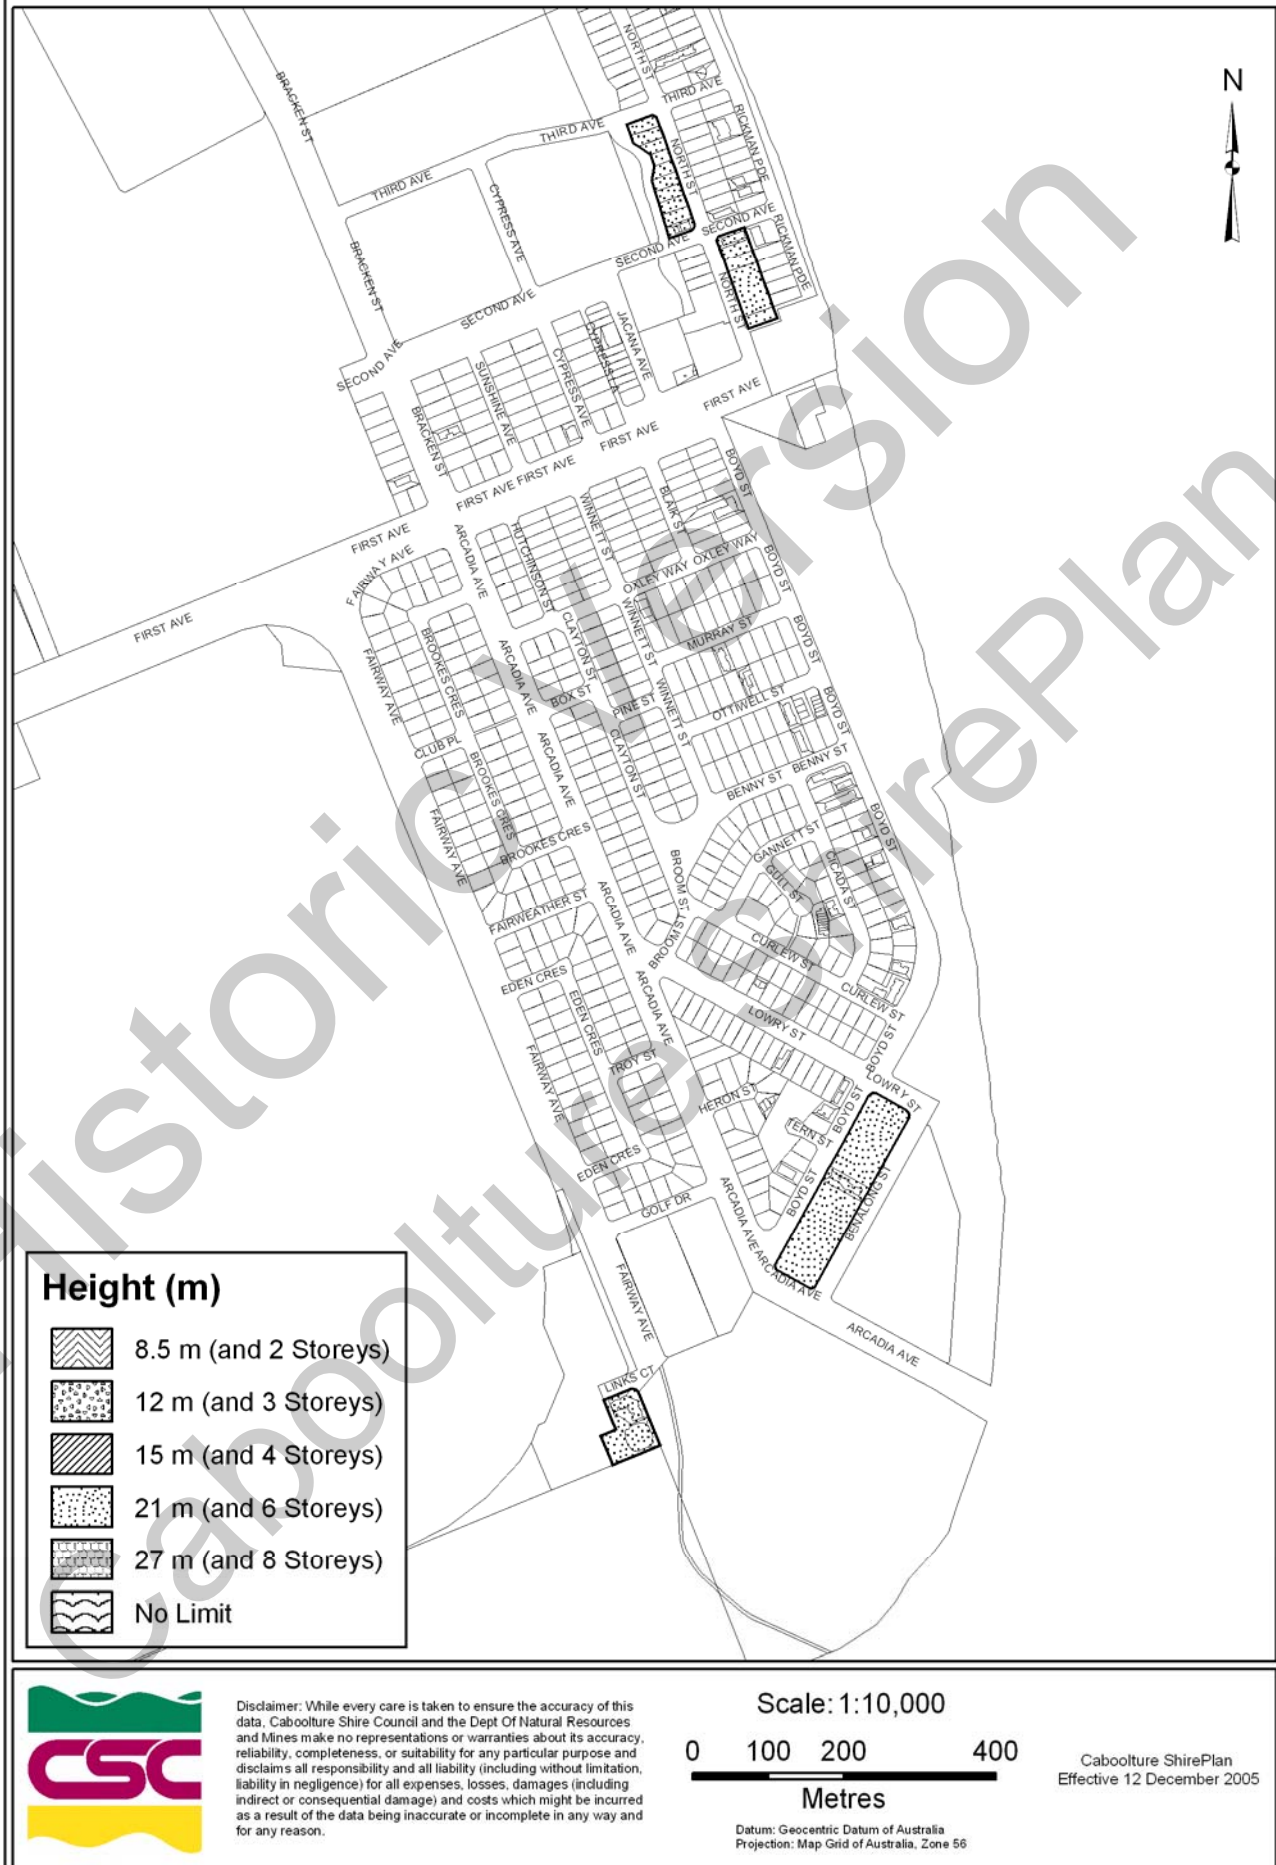 N
NORTH ST
THIRD AVE
BRACKEN ST
THIRD AVE
RICKMAN PDE
NORTH ST
THIRD AVE
CYPRESS AVE
SECOND AVE
SECOND AVE
RICKMAN PDE
BRACKEN ST
NORTH ST
SECOND AVE
JACANA AVE
CYPRESS LA
SECOND AVE
SUNSHINE AVE
CYPRESS AVE
FIRST AVE
BRACKEN ST
FIRST AVE
FIRST AVE
FIRST AVE
BOYD ST
BLAIK ST
WINNETT ST
HUTCHINSON ST
ARCADIA AVE
FIRST AVE
FAIRWAY AVE
OXLEY WAY
OXLEY WAY
BOYD ST
FIRST AVE
WINNETT ST
CLAYTON ST
MURRAY ST
BOYD ST
BROOKES CRES
ARCADIA AVE
FAIRWAY AVE
BOX ST
PINE ST
WINNETT ST
OTTIWELL ST
BOYD ST
CLUB PL
BROOKES CRES
ARCADIA AVE
CLAYTON ST
BENNY ST
BENNY ST
FAIRWAY AVE
BROOKES CRES
GANNETT ST
BOYD ST
GULL ST
CICADA ST
BROOM ST
FAIRWEATHER ST
ARCADIA AVE
BROOM ST
CURLEW ST
EDEN CRES
EDEN CRES
ARCADIA AVE
CURLEW ST
LOWRY ST
BOYD ST
FAIRWAY AVE
TROY ST
LOWRY ST
HERON ST
BOYD ST
TERN ST
EDEN CRES
BOYD ST
BENALONG ST
GOLF DR
ARCADIA AVE
ARCADIA AVE
FAIRWAY AVE
ARCADIA AVE
LINKS CT
Historic Version
Caboolture ShirePlan
Height (m)
8.5 m (and 2 Storeys)
12 m (and 3 Storeys)
15 m (and 4 Storeys)
21 m (and 6 Storeys)
27 m (and 8 Storeys)
No Limit
CSC
Disclaimer: While every care is taken to ensure the accuracy of this
data, Caboolture Shire Council and the Dept Of Natural Resources
and Mines make no representations or warranties about its accuracy,
reliability, completeness, or suitability for any particular purpose and
disclaims all responsibility and all liability (including without limitation,
liability in negligence) for all expenses, losses, damages (including
indirect or consequential damage) and costs which might be incurred
as a result of the data being inaccurate or incomplete in any way and
for any reason.
Scale: 1:10,000
0 100 200 400
Metres
Datum: Geocentric Datum of Australia
Projection: Map Grid of Australia, Zone 56
Caboolture ShirePlan
Effective 12 December 2005